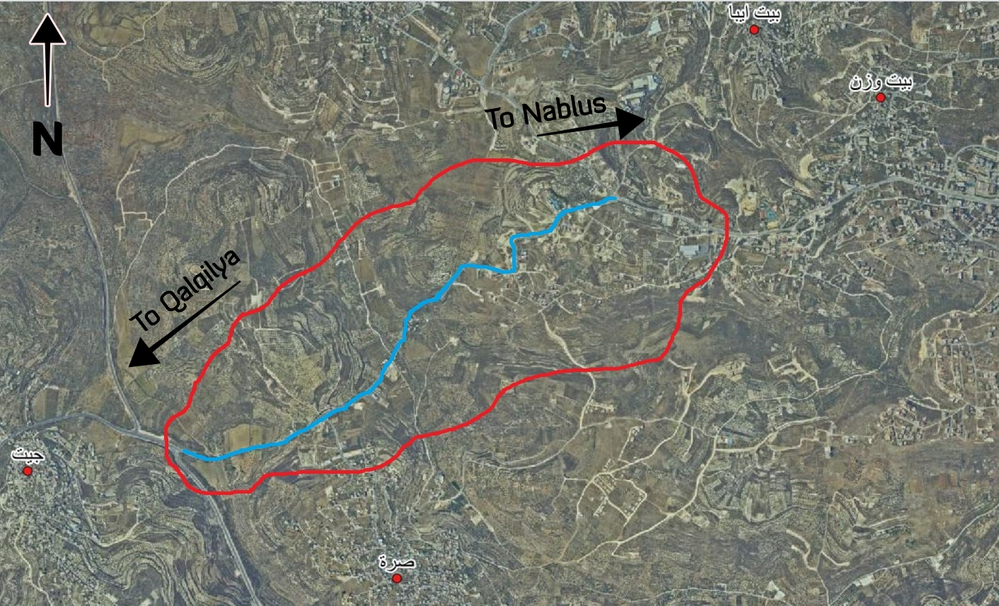 بيت ايبا
بيت وزن
To Nablus
N
To Qalqilya
جيت
صرة